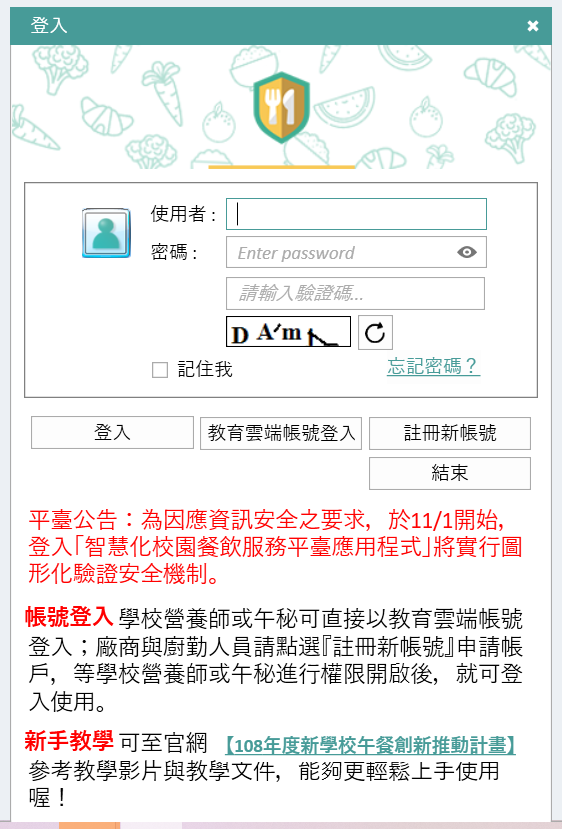 登入
使用者：
密碼：
Enter password
請輸入驗證碼...
記住我
忘記密碼？
登入
教育雲端帳號登入
註冊新帳號
結束
平臺公告：為因應資訊安全之要求，於11/1開始，
登入「智慧化校園餐飲服務平臺應用程式」將實行圖
形化驗證安全機制。
帳號登入 學校營養師或午秘可直接以教育雲端帳號
登入；廠商與廚勤人員請點選『註冊新帳號』申請帳
戶，等學校營養師或午秘進行權限開啟後，就可登
入使用。
新手教學 可至官網 【108年度新學校午餐創新推動計畫】
參考教學影片與教學文件，能夠更輕鬆上手使用
喔！